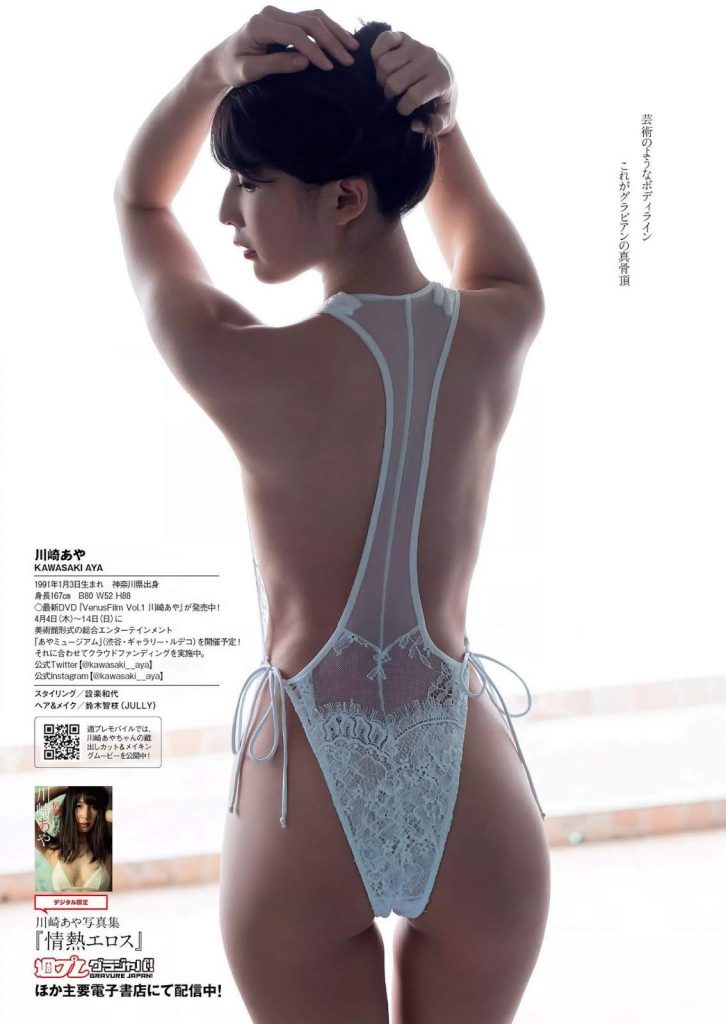 芸術のようなボディライン
これがグラビアンの真骨頂
川崎あや
KAWASAKI AYA
1991年1月3日生まれ 神奈川県出身
身長167㎝ B80 W52 H88
○最新DVD『VenusFilm Vol.1 川崎あや』が発売中!
4月4日(木)〜14日(日)に
美術館形式の総合エンターテインメント
「あやミュージアム」(渋谷・ギャラリー・ルデコ)を開催予定!
それに合わせてクラウドファンディングを実施中。
公式Twitter【@kawasaki__aya】
公式Instagram【@kawasaki__aya】
スタイリング/設楽和代
ヘア&メイク/鈴木智枝(JULLY)
週プレモバイルでは、
川崎あやちゃんの蔵
出しカット&メイキン
グムービーを公開中!
川崎あや
デジタル限定
川崎あや写真集
『情熱エロス』
週プレ グラジャパ!
GRAVURE JAPAN!
ほか主要電子書店にて配信中!